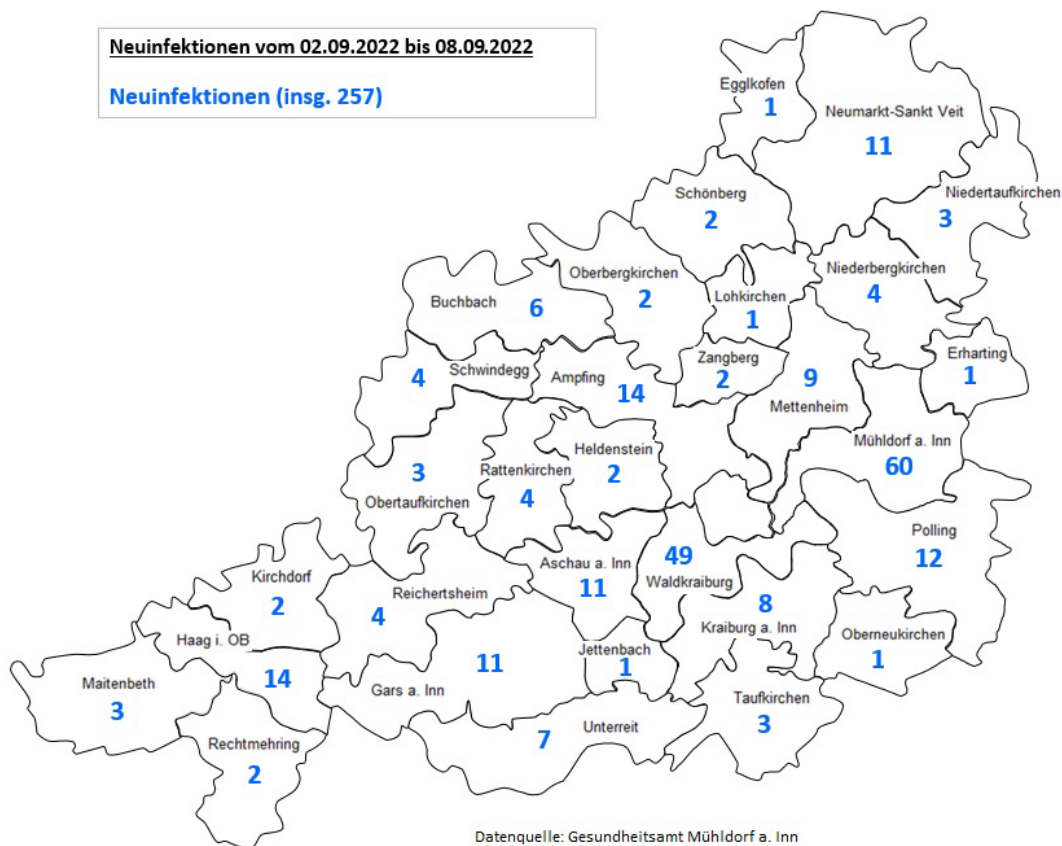 Neuinfektionen vom 02.09.2022 bis 08.09.2022
Neuinfektionen (insg. 257)
Egglkofen
1
Neumarkt-Sankt Veit
11
Niedertaufkirchen
3
Schönberg
2
Niederbergkirchen
4
Oberbergkirchen
2
Lohkirchen
1
Buchbach
6
Erharting
1
Zangberg
2
Schwindegg
4
Ampfing
14
9
Mettenheim
Mühldorf a. Inn
60
3
Obertaufkirchen
Rattenkirchen
4
Heldenstein
2
Polling
12
49
Waldkraiburg
Aschau a. Inn
11
Kirchdorf
2
Reichertsheim
4
8
Kraiburg a. Inn
Haag i. OB
14
Oberneukirchen
1
Jettenbach
1
11
Gars a. Inn
Maitenbeth
3
Taufkirchen
3
Unterreit
7
Rechtmehring
2
Datenquelle: Gesundheitsamt Mühldorf a. Inn